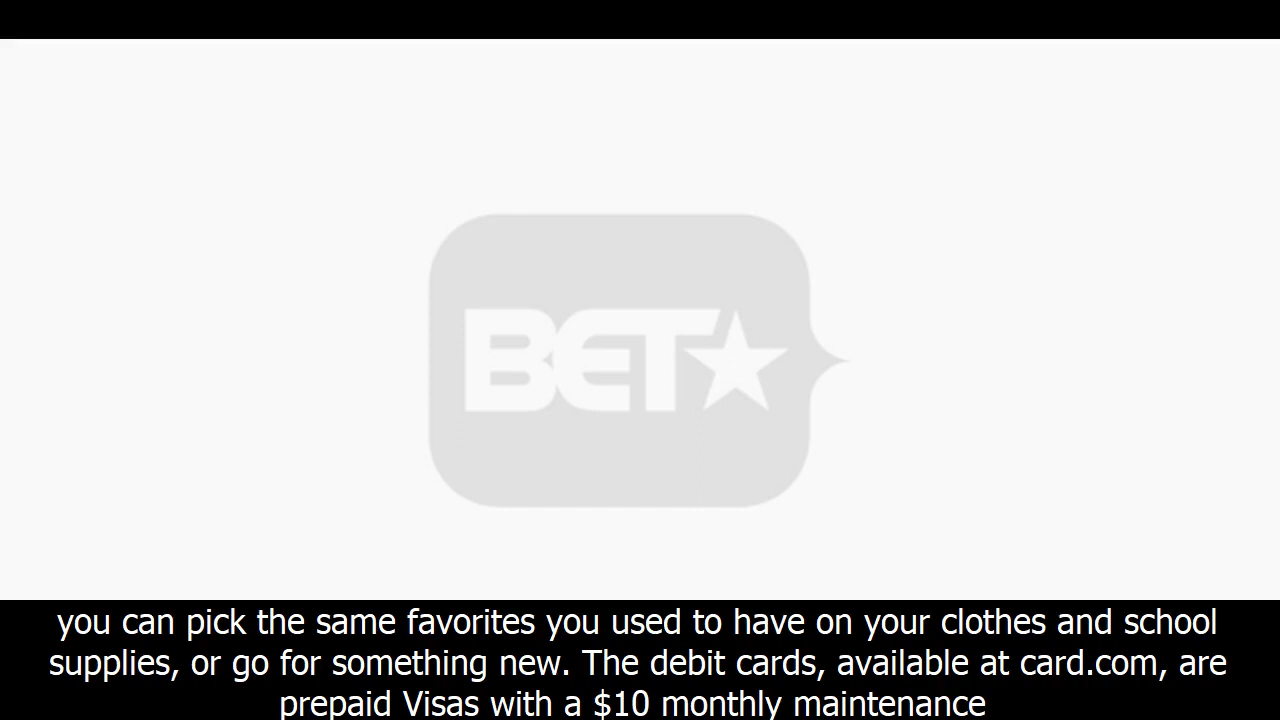 BET★
you can pick the same favorites you used to have on your clothes and school
supplies, or go for something new. The debit cards, available at card.com, are
prepaid Visas with a $10 monthly maintenance